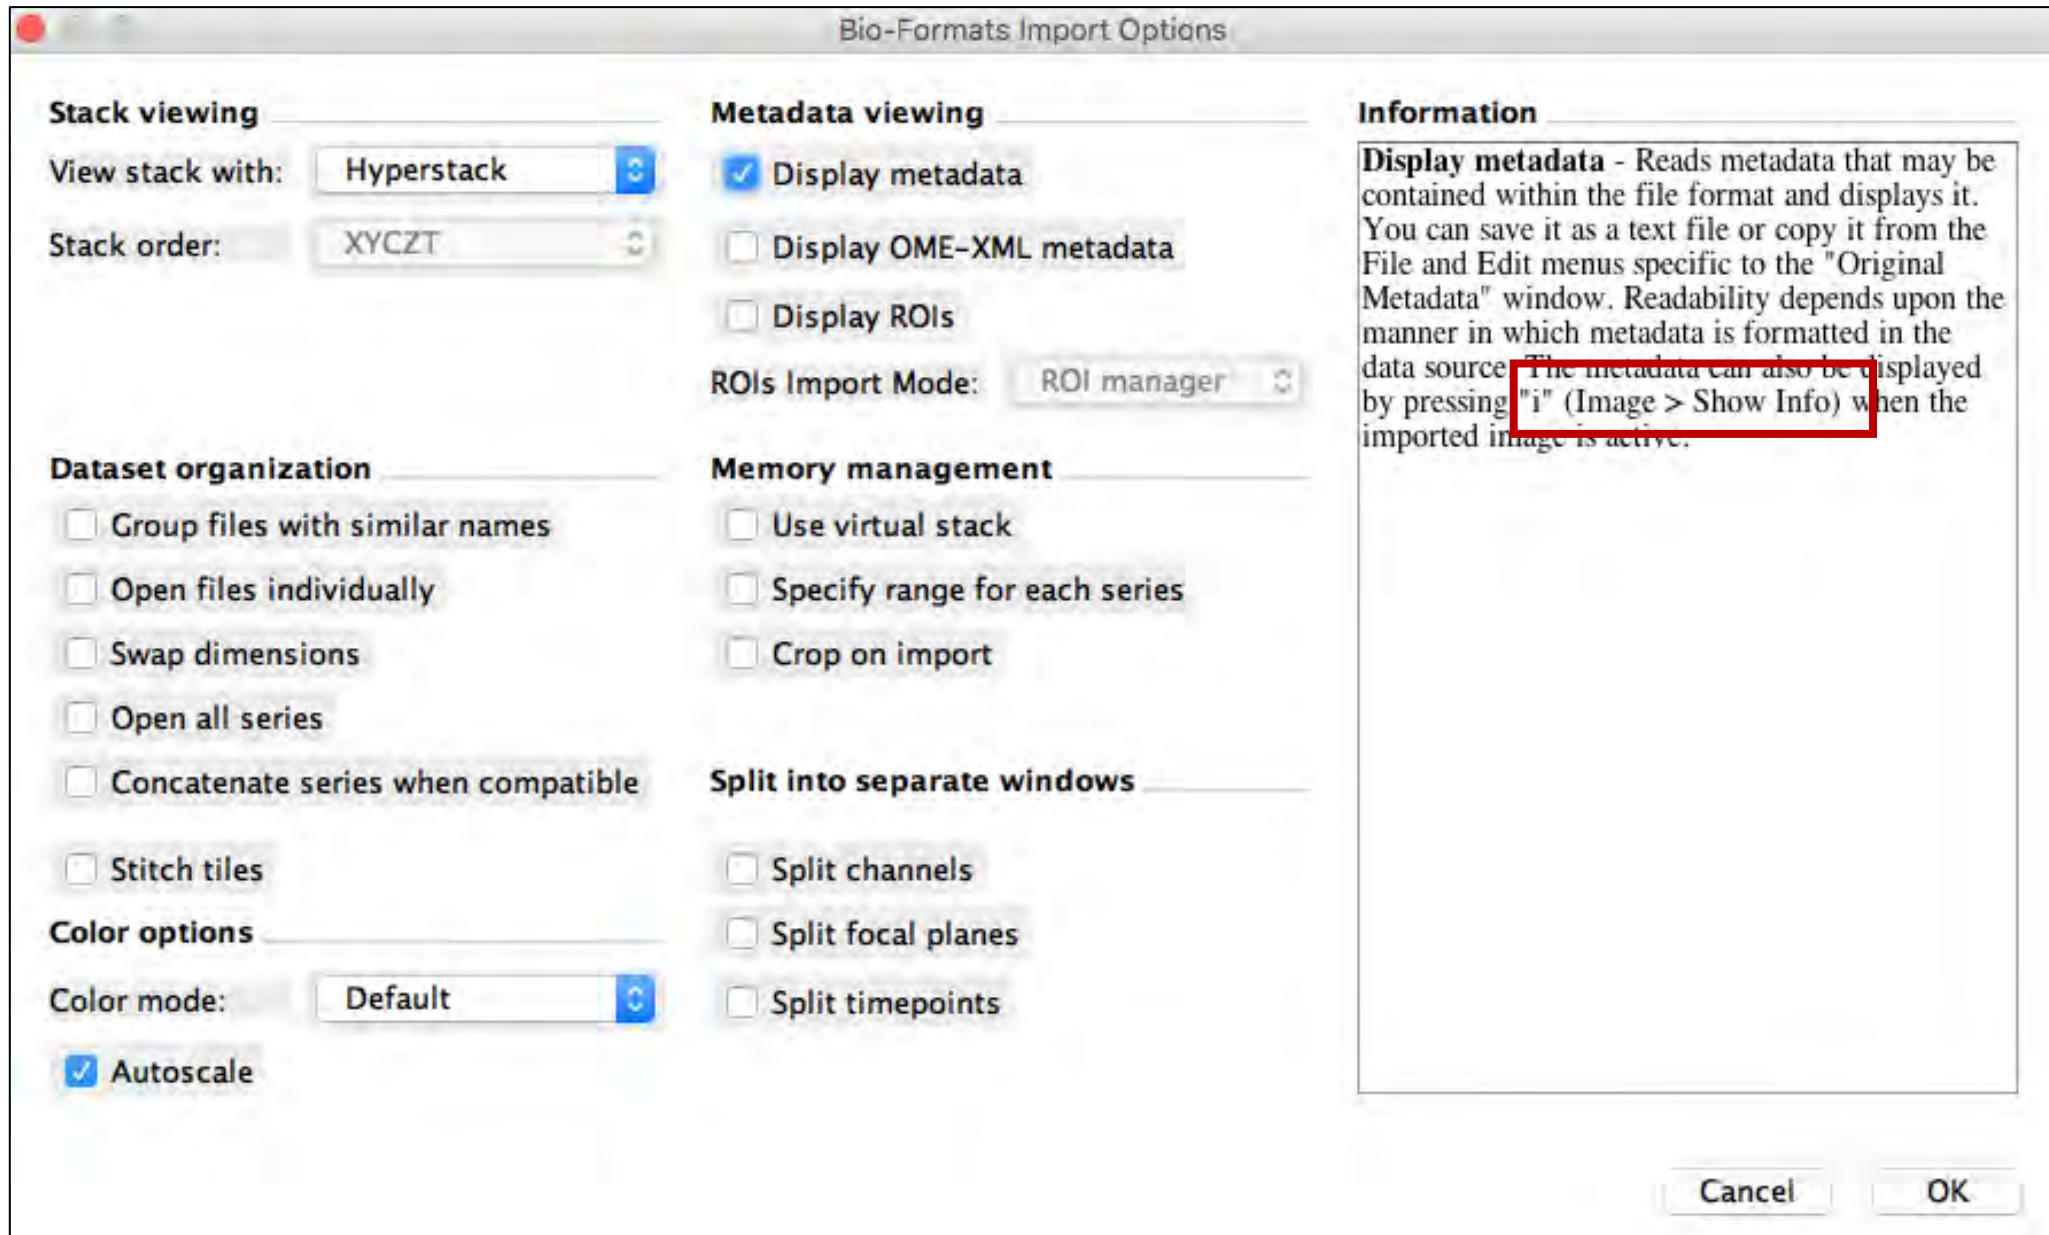 Bio-Formats Import Options
Stack viewing
View stack with: Hyperstack
Stack order: XYCZT
Metadata viewing
Display metadata
Display OME-XML metadata
Display ROIs
ROIs Import Mode: ROI manager
Information
Display metadata - Reads metadata that may be
contained within the file format and displays it.
You can save it as a text file or copy it from the
File and Edit menus specific to the "Original
Metadata" window. Readability depends upon the
manner in which metadata is formatted in the
data source. The metadata can also be displayed
by pressing "i" (Image > Show Info) when the
imported image is active.
Dataset organization
Group files with similar names
Open files individually
Swap dimensions
Open all series
Concatenate series when compatible
Stitch tiles
Memory management
Use virtual stack
Specify range for each series
Crop on import
Color options
Color mode: Default
Autoscale
Split into separate windows
Split channels
Split focal planes
Split timepoints
Cancel OK